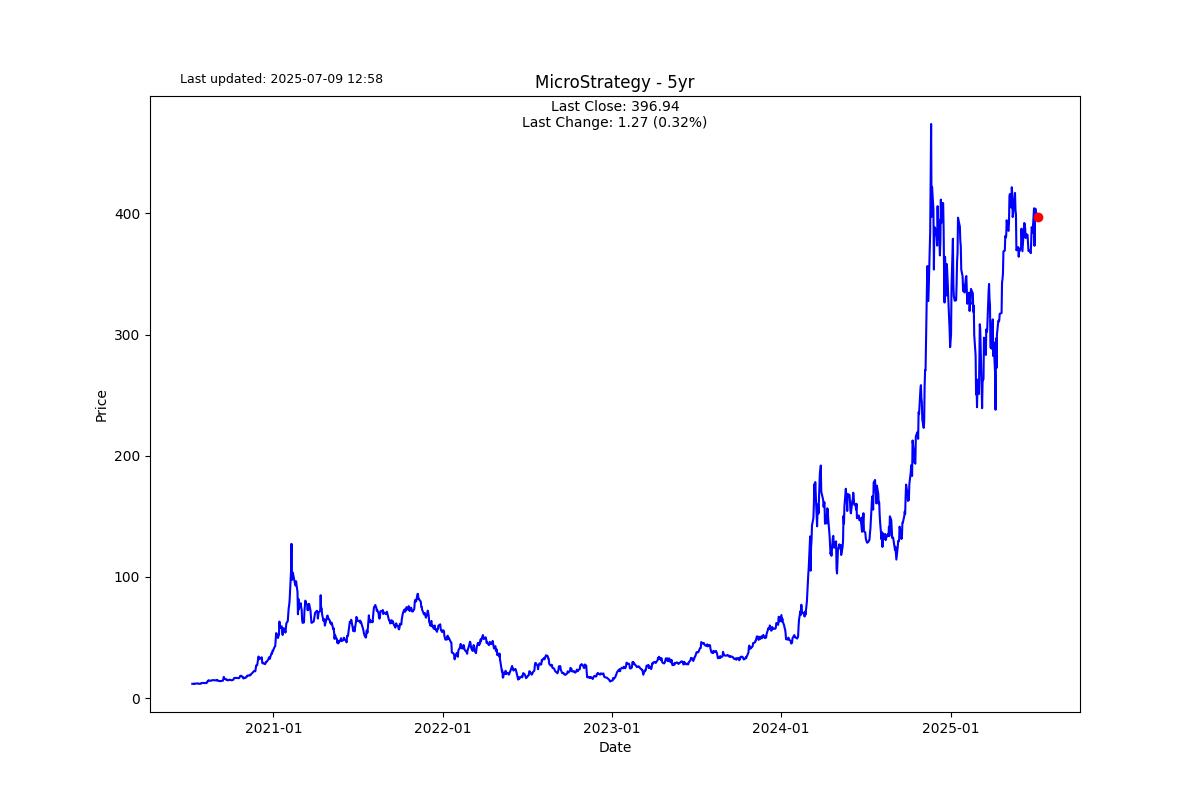 Last updated: 2025-07-09 12:58
MicroStrategy - 5yr
Last Close: 396.94
Last Change: 1.27 (0.32%)
400
300
200
100
0
Price
2021-01
2022-01
2023-01
2024-01
2025-01
Date